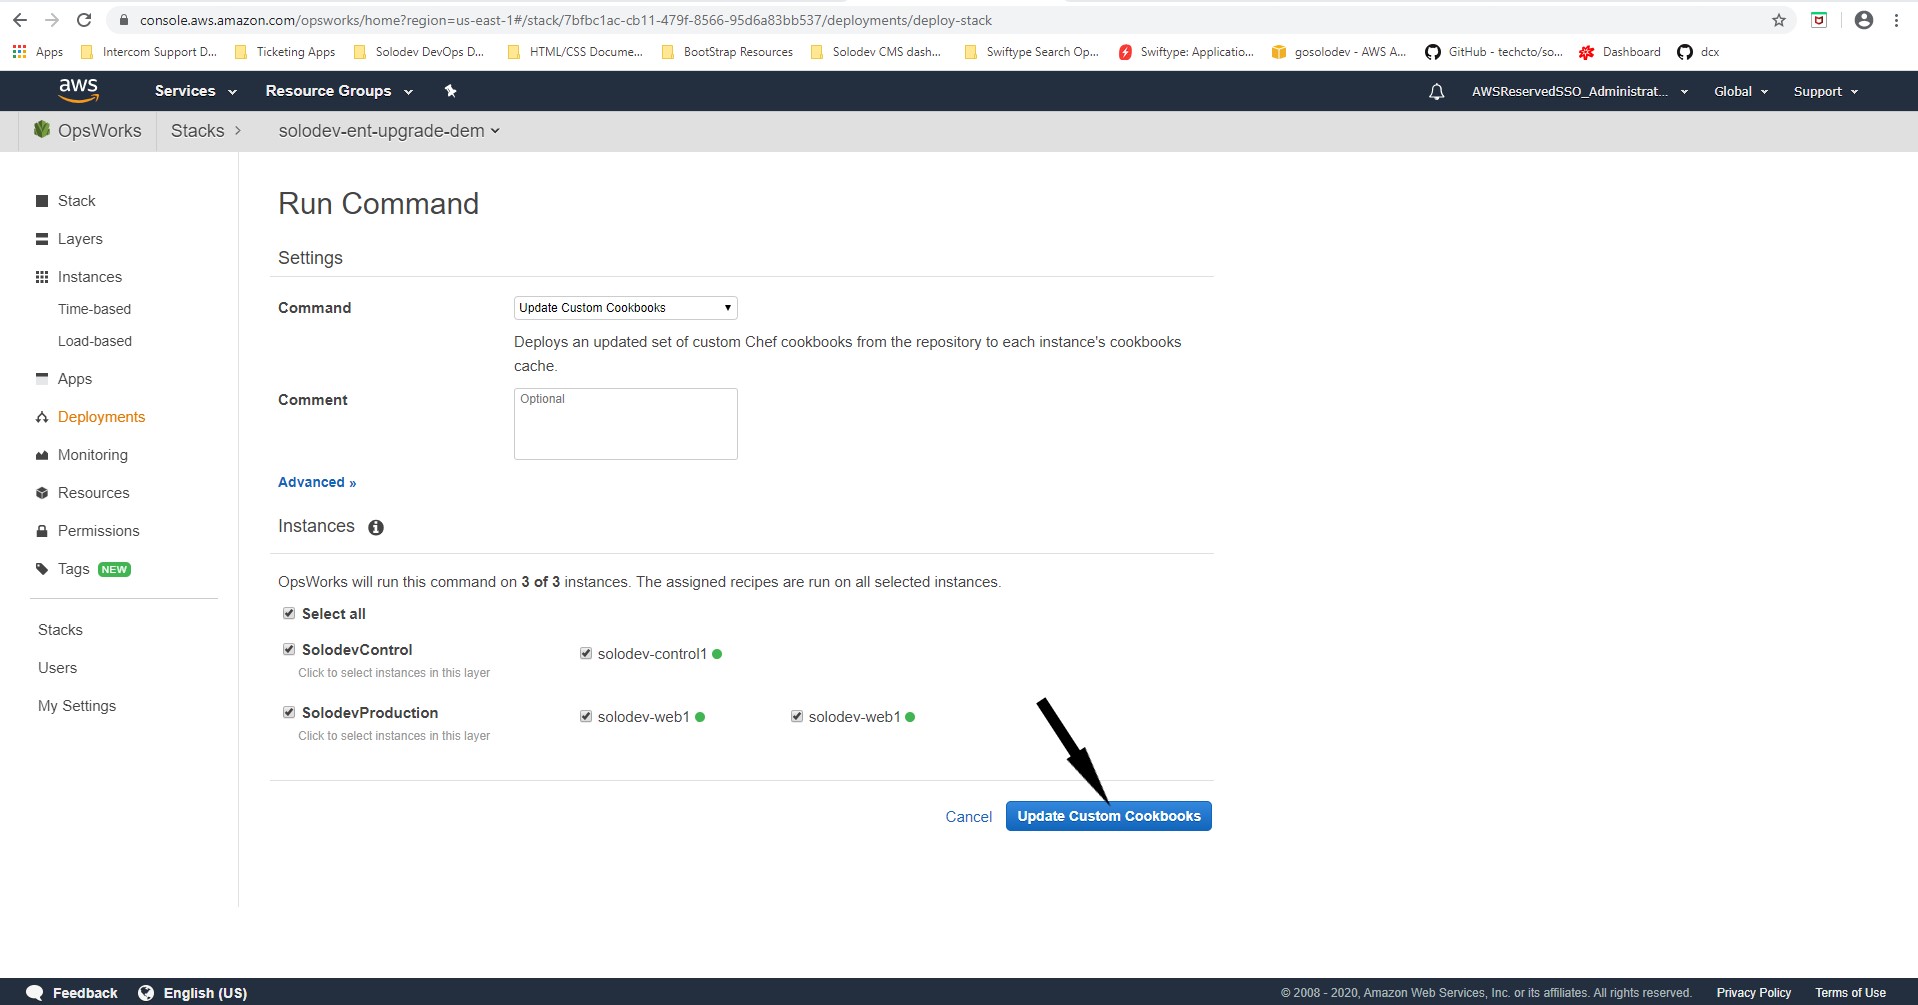 console.aws.amazon.com/opsworks/home?region=us-east-1#/stack/7bfbc1ac-cb11-479f-8566-95d6a83bb537/deployments/deploy-stack
Apps Intercom Support D... Ticketing Apps Solodev DevOps D... HTML/CSS Docume... BootStrap Resources Solodev CMS dash... Swiftype Search Op... Swiftype: Applicatio... gosolodev - AWS A... GitHub - techcto/so... Dashboard dcx
aws Services Resource Groups AWSReservedSSO_Administrat... Global Support
OpsWorks Stacks solodev-ent-upgrade-dem
Stack
Layers
Instances
Time-based
Load-based
Apps
Deployments
Monitoring
Resources
Permissions
Tags NEW
Stacks
Users
My Settings
Run Command
Settings
Command Update Custom Cookbooks
Deploys an updated set of custom Chef cookbooks from the repository to each instance's cookbooks
cache.
Comment Optional
Advanced »
Instances
OpsWorks will run this command on 3 of 3 instances. The assigned recipes are run on all selected instances.
Select all
SolodevControl solodev-control1
Click to select instances in this layer
SolodevProduction solodev-web1 solodev-web1
Click to select instances in this layer
Cancel Update Custom Cookbooks
Feedback English (US) © 2008 - 2020, Amazon Web Services, Inc. or its affiliates. All rights reserved. Privacy Policy Terms of Use